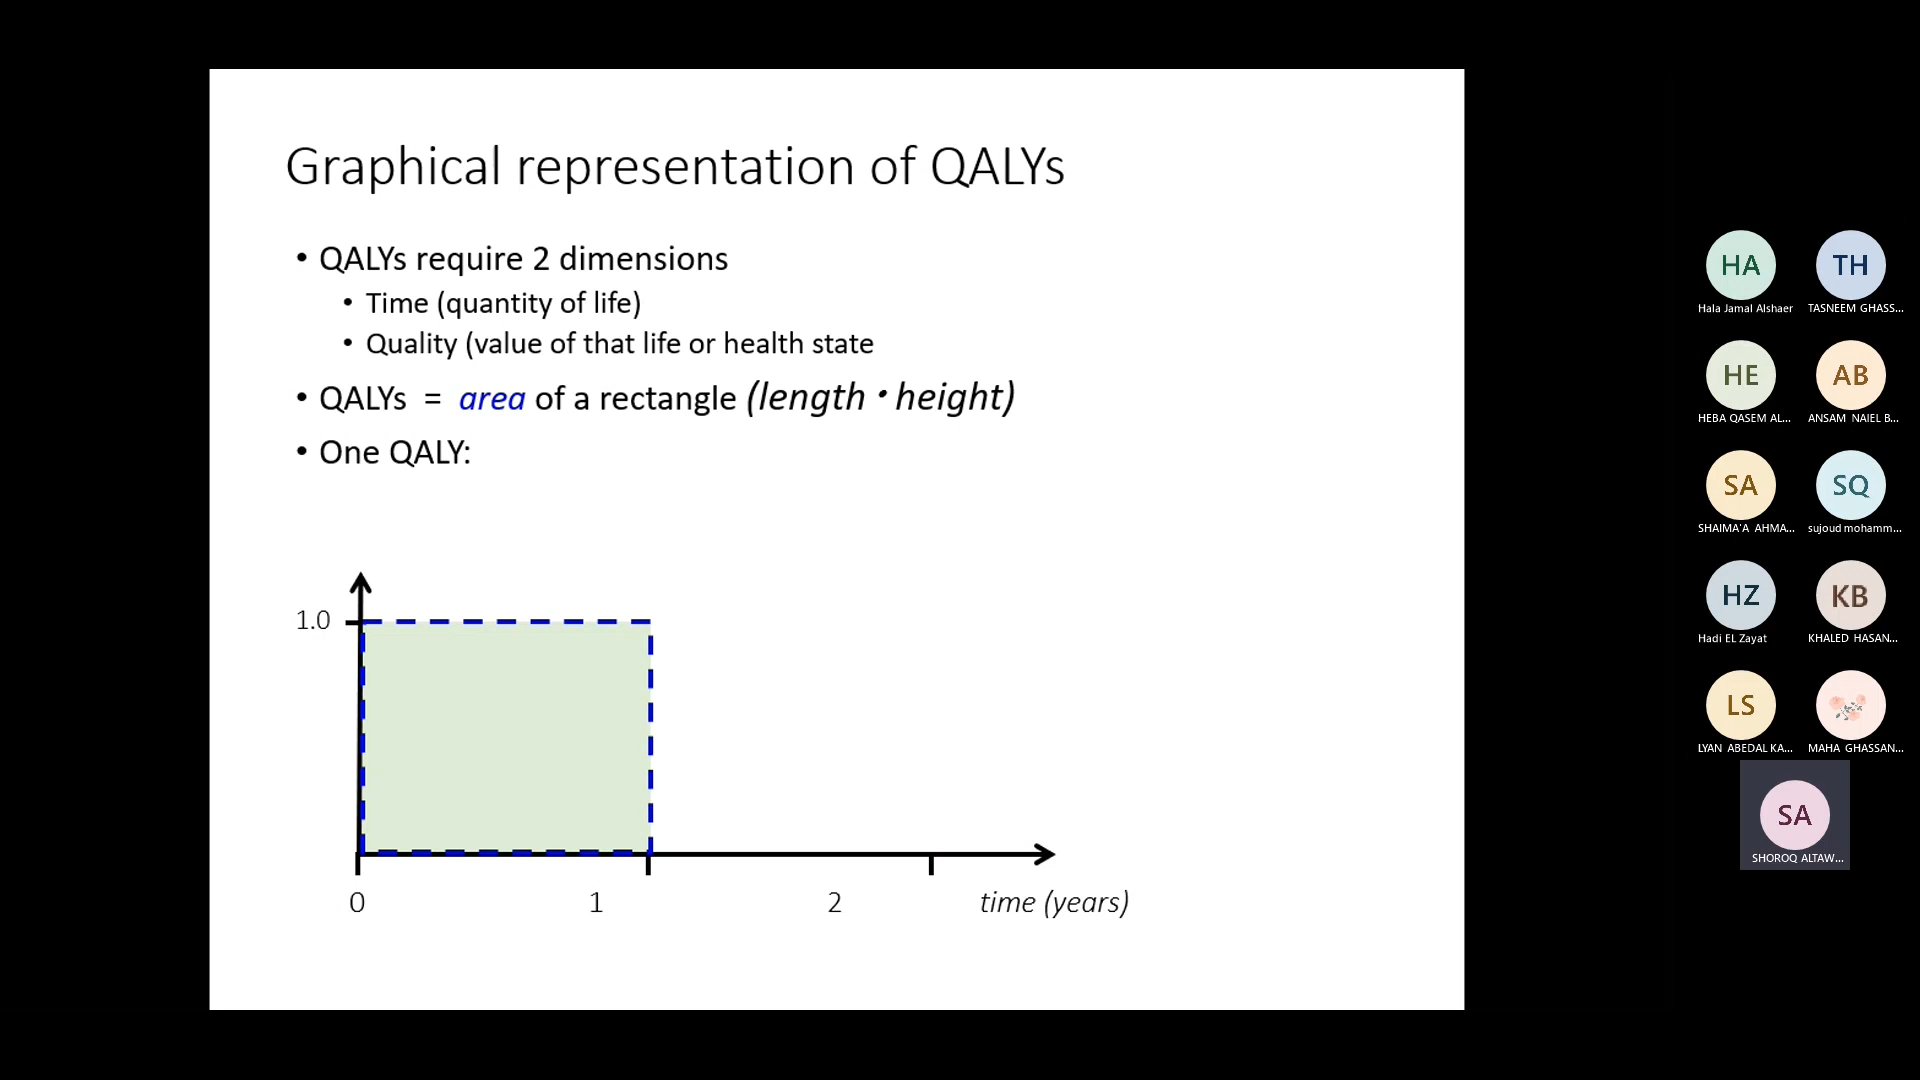 Graphical representation of QALYs
• QALYs require 2 dimensions
• Time (quantity of life)
• Quality (value of that life or health state
• QALYs = area of a rectangle (length · height)
• One QALY:
1.0
0 1 2 time (years)
HA TH
Hala Jamal Alshaer TASNEEM GHASS...
HE AB
HEBA QASEM AL... ANSAM NAIEL B...
SA SQ
SHAIMA'A AHMA... sujoud mohamm...
HZ KB
Hadi EL Zayat KHALED HASAN...
LS
LYAN ABEDAL KA... MAHA GHASSAN...
SA
SHOROQ ALTAW...